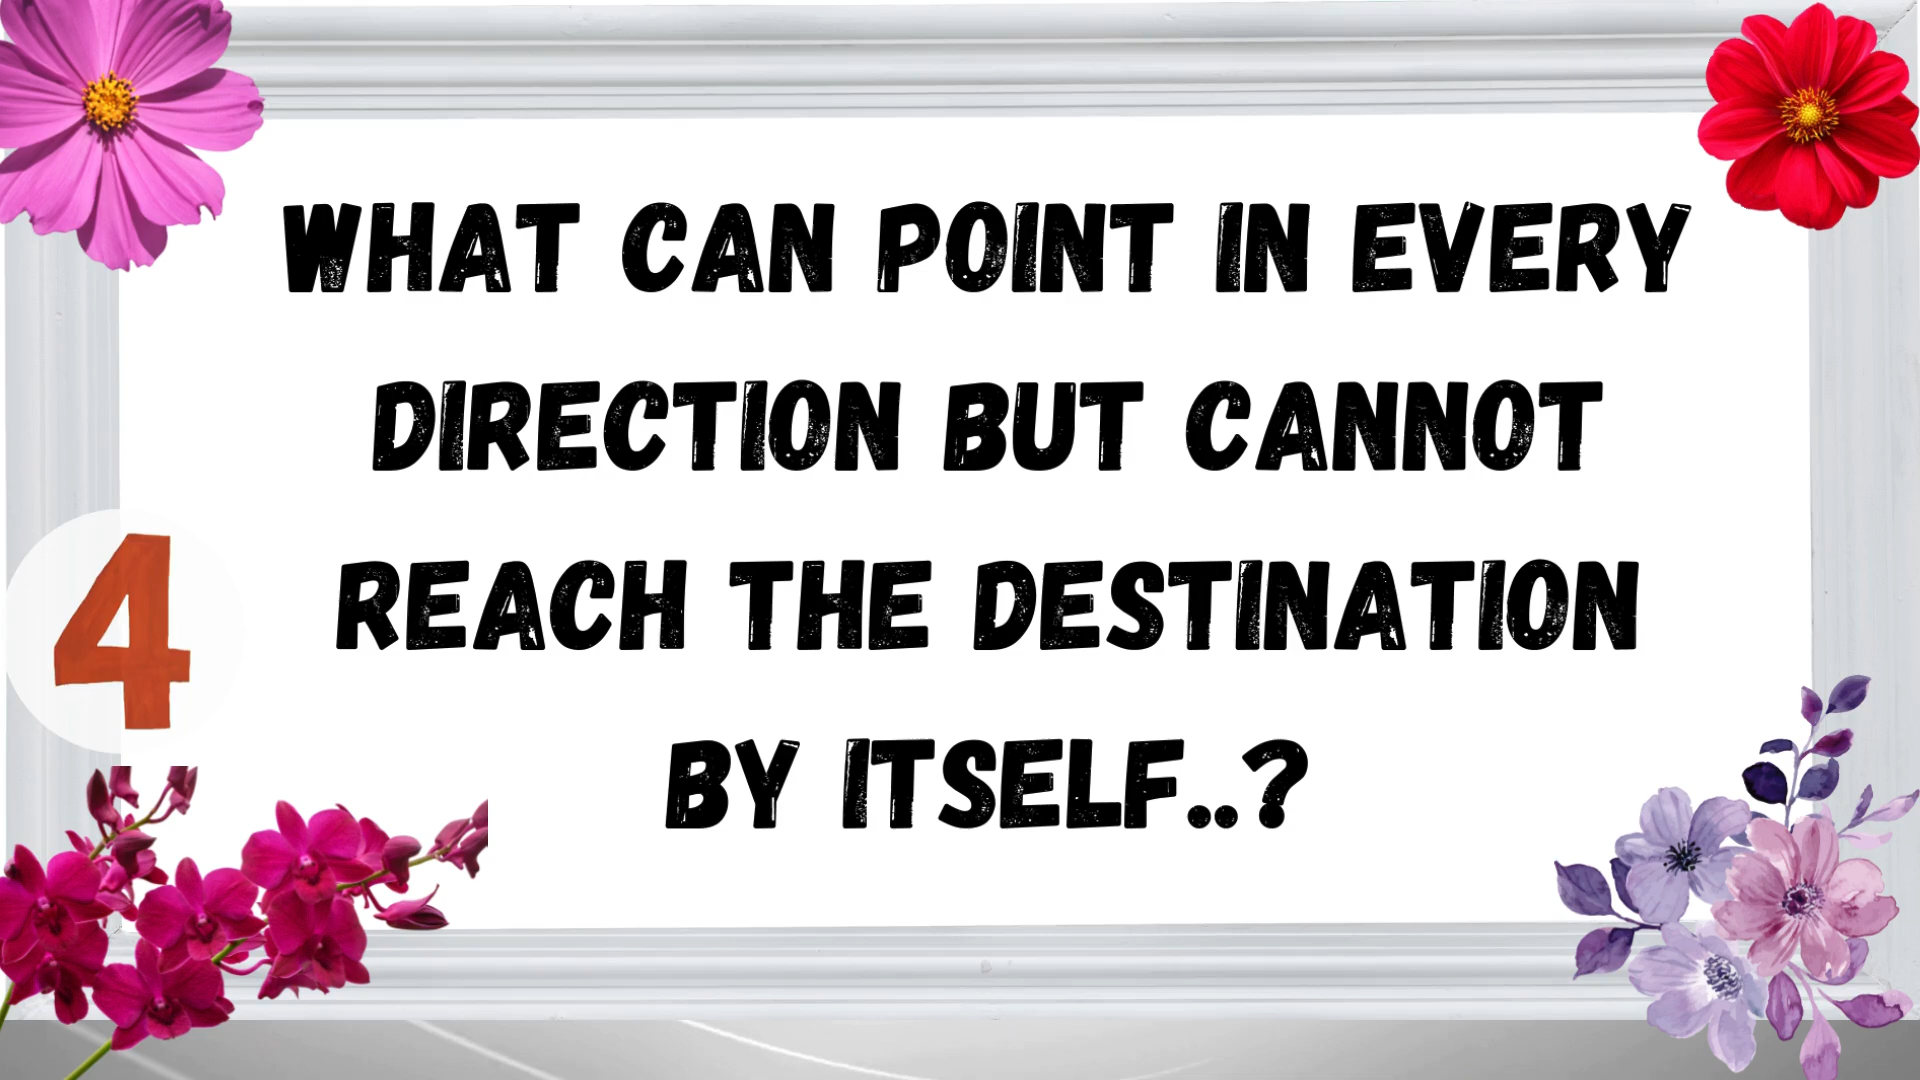 WHAT CAN POINT IN EVERY
DIRECTION BUT CANNOT
REACH THE DESTINATION
BY ITSELF..?
4